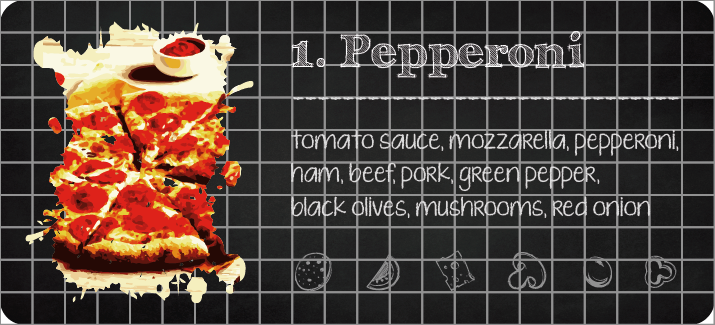 1. Pepperoni
tomato sauce, mozzarella, pepperoni,
ham, beef, pork, green pepper,
black olives, mushrooms, red onion